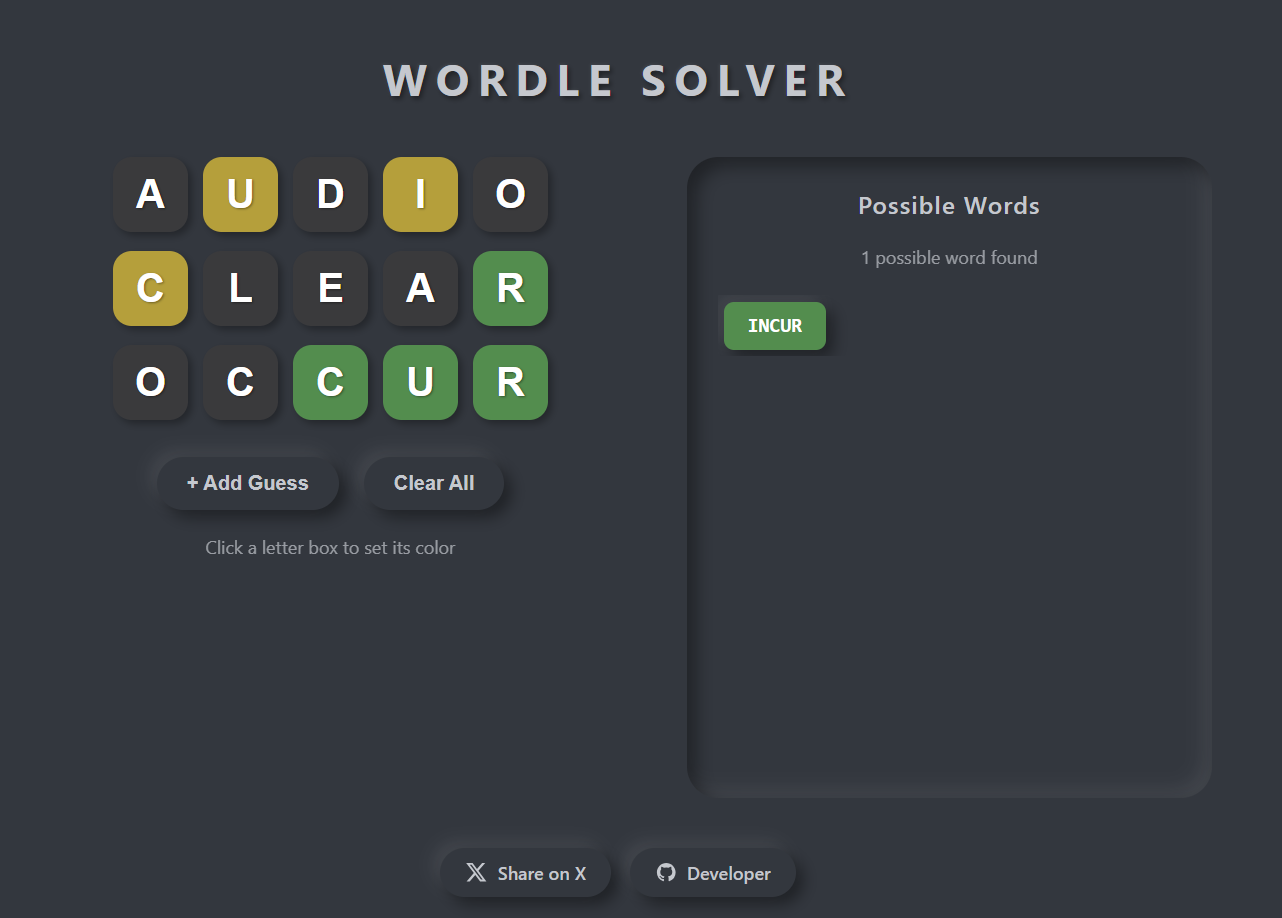 WORDLE SOLVER
A U D I O
C L E A R
O C C U R
+ Add Guess Clear All
Click a letter box to set its color
Possible Words
1 possible word found
INCUR
Share on X Developer